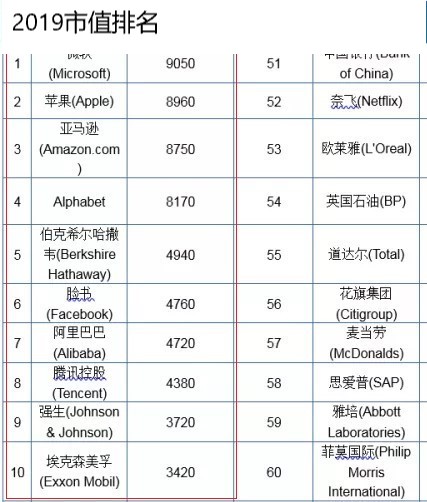 2019市值排名
1
微软
(Microsoft)
9050
51
中国银行(Bank
of China)
2
苹果(Apple)
8960
52
奈飞(Netflix)
3
亚马逊
(Amazon.com
)
8750
53
欧莱雅(L'Oreal)
4
Alphabet
8170
54
英国石油(BP)
5
伯克希尔哈撒
韦(Berkshire
Hathaway)
4940
55
道达尔(Total)
6
脸书
(Facebook)
4760
56
花旗集团
(Citigroup)
7
阿里巴巴
(Alibaba)
4720
57
麦当劳
(McDonalds)
8
腾讯控股
(Tencent)
4380
58
思爱普(SAP)
9
强生(Johnson
& Johnson)
3720
59
雅培(Abbott
Laboratories)
10
埃克森美孚
(Exxon Mobil)
3420
60
菲莫国际(Philip
Morris
International)